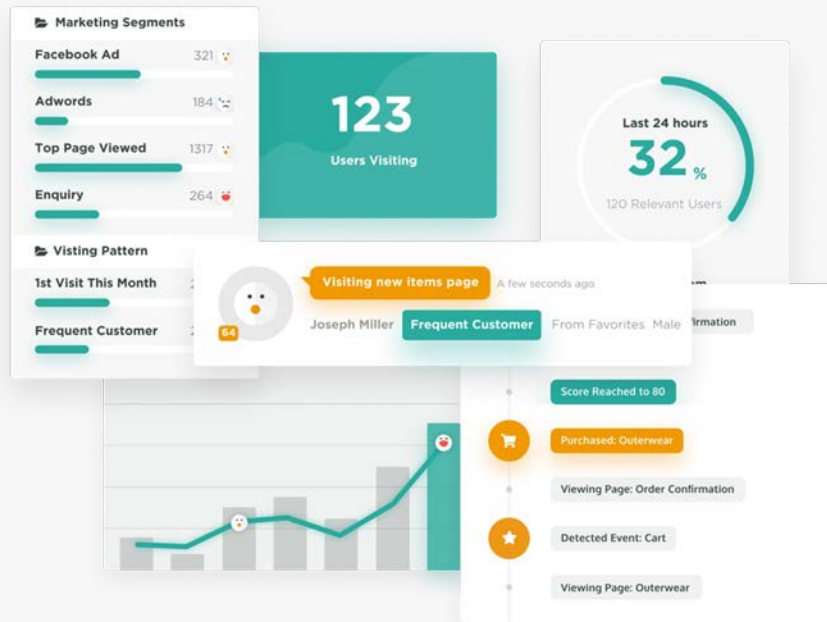 Marketing Segments
Facebook Ad 321
Adwords 184
Top Page Viewed 1317
Enquiry 264
Visting Pattern
1st Visit This Month
Frequent Customer
123
Users Visiting
Last 24 hours
32 %
120 Relevant Users
Visiting new items page A few seconds ago
64
Joseph Miller Frequent Customer From Favorites Male
Score Reached to 80
Purchased: Outerwear
Viewing Page: Order Confirmation
Detected Event: Cart
Viewing Page: Outerwear